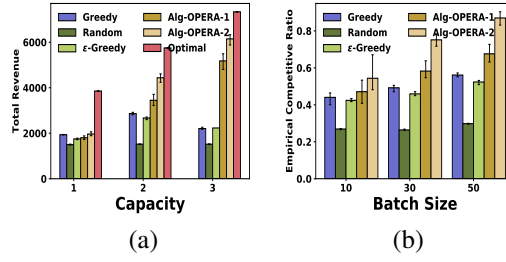 Greedy
Random
ε-Greedy
Alg-OPERA-1
Alg-OPERA-2
Optimal
Total Revenue
6000
4000
2000
0
1 2 3
Capacity
(a)
Greedy
Random
ε-Greedy
Alg-OPERA-1
Alg-OPERA-2
Empirical Competitive Ratio
0.8
0.6
0.4
0.2
0.0
10 30 50
Batch Size
(b)